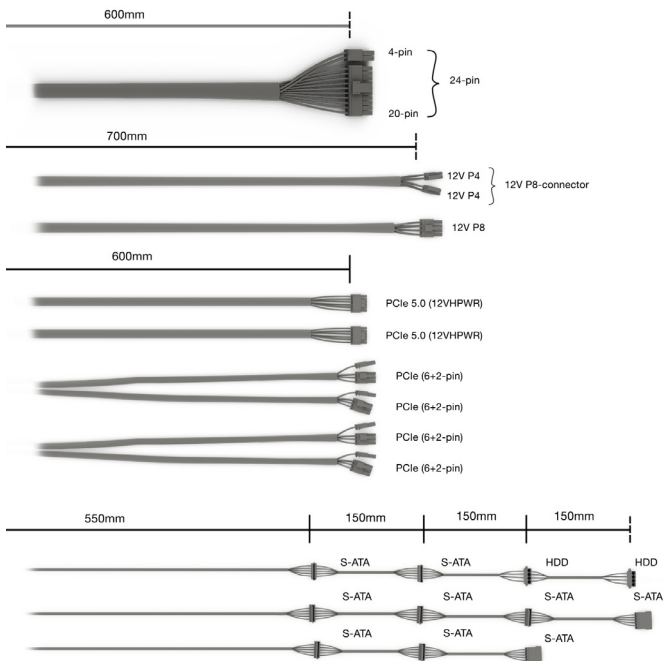 600mm
4-pin
24-pin
20-pin
700mm
12V P4
12V P4
12V P8-connector
12V P8
600mm
PCIe 5.0 (12VHPWR)
PCIe 5.0 (12VHPWR)
PCIe (6+2-pin)
PCIe (6+2-pin)
PCIe (6+2-pin)
PCIe (6+2-pin)
550mm 150mm 150mm 150mm
S-ATA S-ATA HDD HDD
S-ATA S-ATA S-ATA S-ATA
S-ATA S-ATA S-ATA